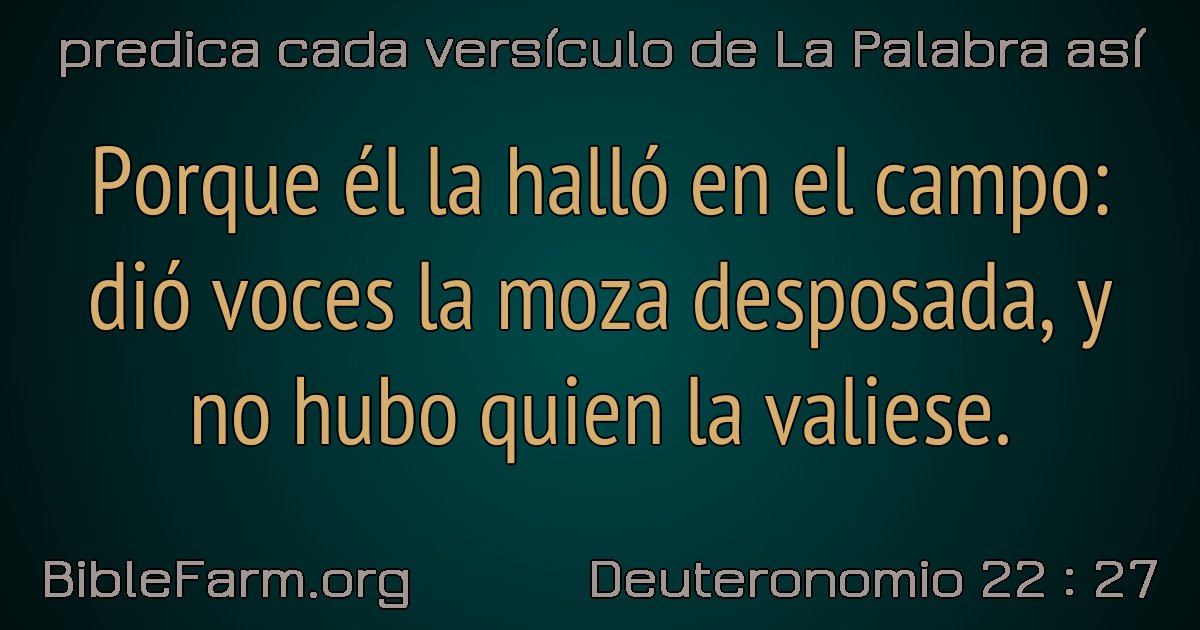 predica cada versículo de La Palabra así
Porque él la halló en el campo:
dió voces la moza desposada, y
no hubo quien la valiese.
BibleFarm.org
Deuteronomio 22 : 27